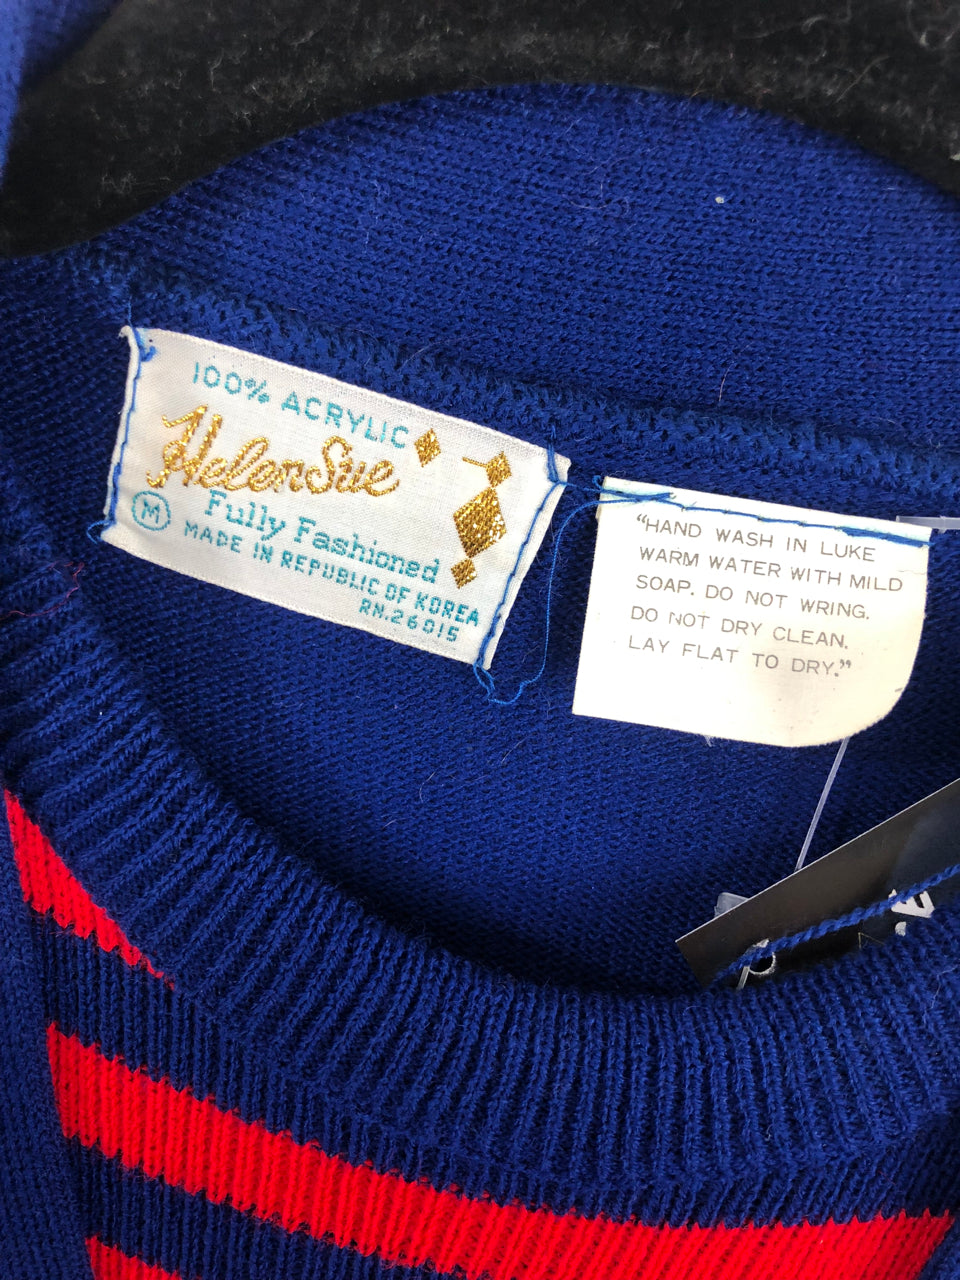 100% ACRYLIC
HelenSue
M
Fully Fashioned
MADE IN REPUBLIC OF KOREA
RN.26015
"HAND WASH IN LUKE
WARM WATER WITH MILD
SOAP. DO NOT WRING.
DO NOT DRY CLEAN.
LAY FLAT TO DRY."